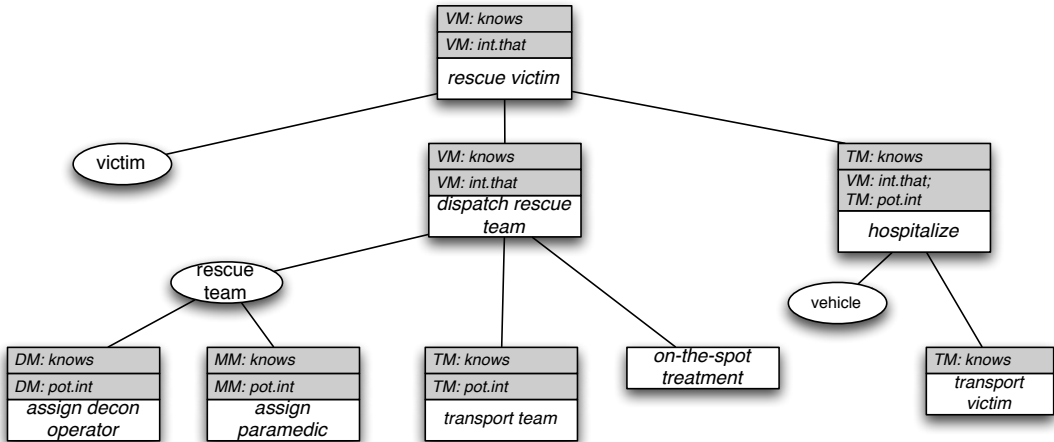 VM: knows
VM: int.that
rescue victim
victim
VM: knows
VM: int.that
dispatch rescue
team
TM: knows
VM: int.that;
TM: pot.int
hospitalize
rescue
team
vehicle
DM: knows
DM: pot.int
assign decon
operator
MM: knows
MM: pot.int
assign
paramedic
TM: knows
TM: pot.int
transport team
on-the-spot
treatment
TM: knows
transport
victim